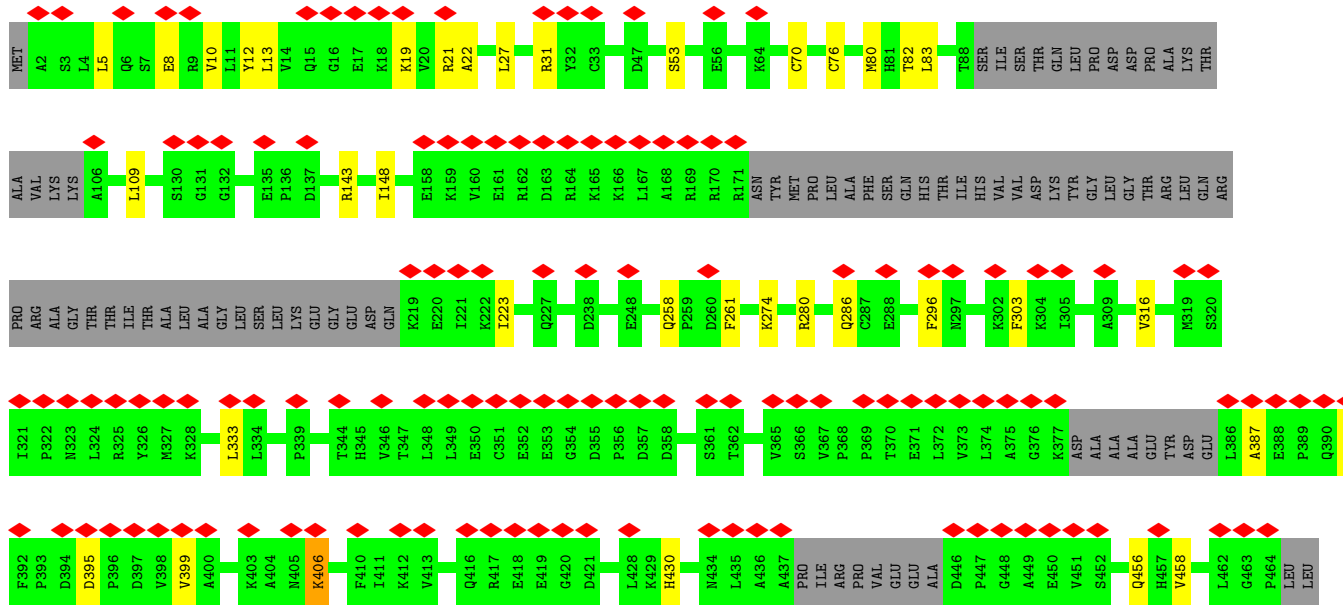 MET A2 S3 L4 L5 Q6 S7 E8 R9 V10 L11 Y12 L13 V14 Q15 G16 E17 K18 K19 V20 R21 A22 L27 R31 Y32 C33 D47 S53 E56 K64 C70 C76 M80 H81 T82 L83 T88 SER ILE SER THR GLN LEU PRO ASP ASP PRO ALA LYS THR
ALA VAL LYS LYS A106 L109 S130 G131 G132 E135 P136 D137 R143 I148 E158 K159 V160 E161 R162 D163 R164 K165 K166 L167 A168 R169 R170 R171 ASN TYR MET PRO LEU ALA PHE SER GLN HIS THR ILE HIS VAL VAL ASP LYS TYR GLY LEU GLY THR ARG LEU GLN ARG
PRO ARG ALA GLY THR THR ILE THR ALA LEU ALA GLY LEU SER LEU LYS GLU GLY GLU ASP GLN K219 E220 I221 K222 I223 Q227 D238 E248 Q258 P259 D260 F261 K274 R280 Q286 C287 E288 F296 N297 K302 F303 K304 I305 A309 V316 M319 S320
I321 P322 N323 L324 R325 Y326 M327 K328 L333 L334 P339 T344 H345 V346 T347 L348 L349 E350 C351 E352 E353 G354 D355 P356 D357 D358 S361 T362 V365 S366 V367 P368 P369 T370 E371 L372 V373 L374 A375 G376 K377 ASP ALA ALA ALA GLU TYR ASP GLU L386 A387 E388 P389 Q390
F392 P393 D394 D395 P396 D397 V398 V399 A400 K403 A404 N405 K406 F410 I411 K412 V413 Q416 R417 E418 E419 G420 D421 L428 K429 H430 N434 L435 A436 A437 PRO ILE ARG PRO VAL GLU GLU ALA D446 P447 G448 A449 E450 V451 S452 Q456 H457 V458 L462 G463 P464 LEU LEU